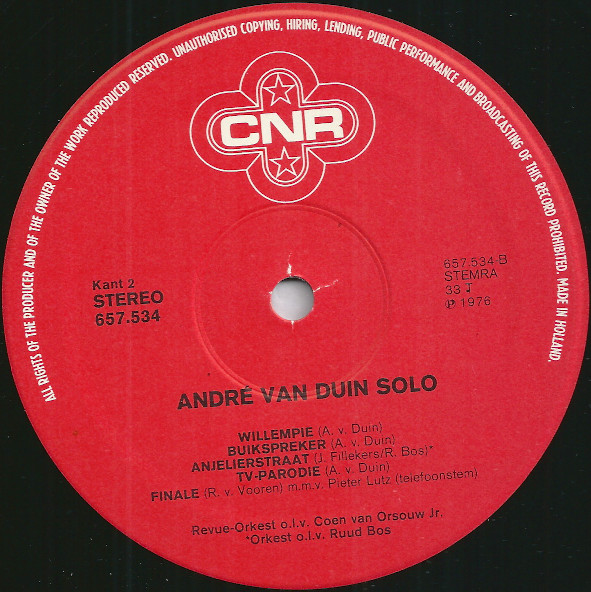 ALL RIGHTS OF THE PRODUCER AND OF THE OWNER OF THE WORK REPRODUCED RESERVED. UNAUTHORISED COPYING, HIRING, LENDING, PUBLIC PERFORMANCE AND BROADCASTING OF THIS RECORD PROHIBITED. MADE IN HOLLAND.
CNR
Kant 2
STEREO
657.534
657.534-B
STEMRA
33 J
℗ 1976
ANDRÉ VAN DUIN SOLO
WILLEMPIE (A. v. Duin)
BUIKSPREKER (A. v. Duin)
ANJELIERSTRAAT (J. Fillekers/R. Bos)*
TV-PARODIE (A. v. Duin)
FINALE (R. v. Vooren) m.m.v. Pieter Lutz (telefoonstem)
Revue-Orkest o.l.v. Coen van Orsouw Jr.
*Orkest o.l.v. Ruud Bos